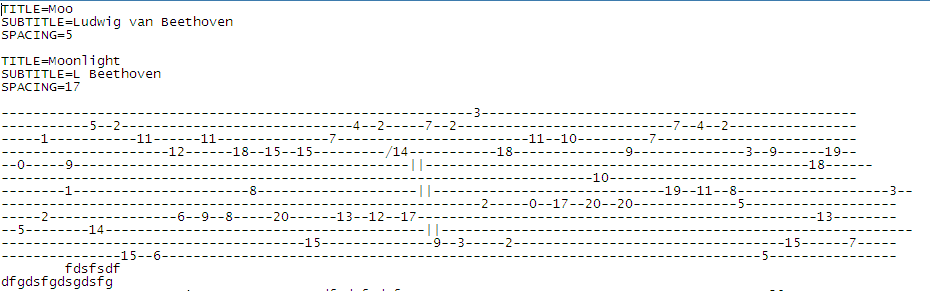 TITLE=Moo
SUBTITLE=Ludwig van Beethoven
SPACING=5
TITLE=Moonlight
SUBTITLE=L Beethoven
SPACING=17
-----------------------------------------------------------3-----------------------------------------------
-----------5--2-----------------------------4--2-----7--2---------------------------7--4--2----------------
-----1-----------11------11--------------7------------------------11--10---------7-------------------------
---------------------12------18--15--15---------/14-----------18--------------9--------------3--9------19--
--0-----9------------------------------------------||------------------------------------------------18------
--------------------------------------------------------------------------10-------------------------------
--------1----------------------8--------------------||-----------------------------19--11--8-------------------3--
------------------------------------------------------------2-----0--17--20--20-------------5-------------------
-----2----------------6--9--8-----20------13--12--17--------------------------------------------------13--------
--5--------14----------------------------------------||-----------------------------------------------------------
--------------------------------------15--------------9--3-----2----------------------------------15------7-----
---------------15--6---------------------------------------------------------------------------5----------------
fdsfsdf
dfgdsfgdsgdsfg